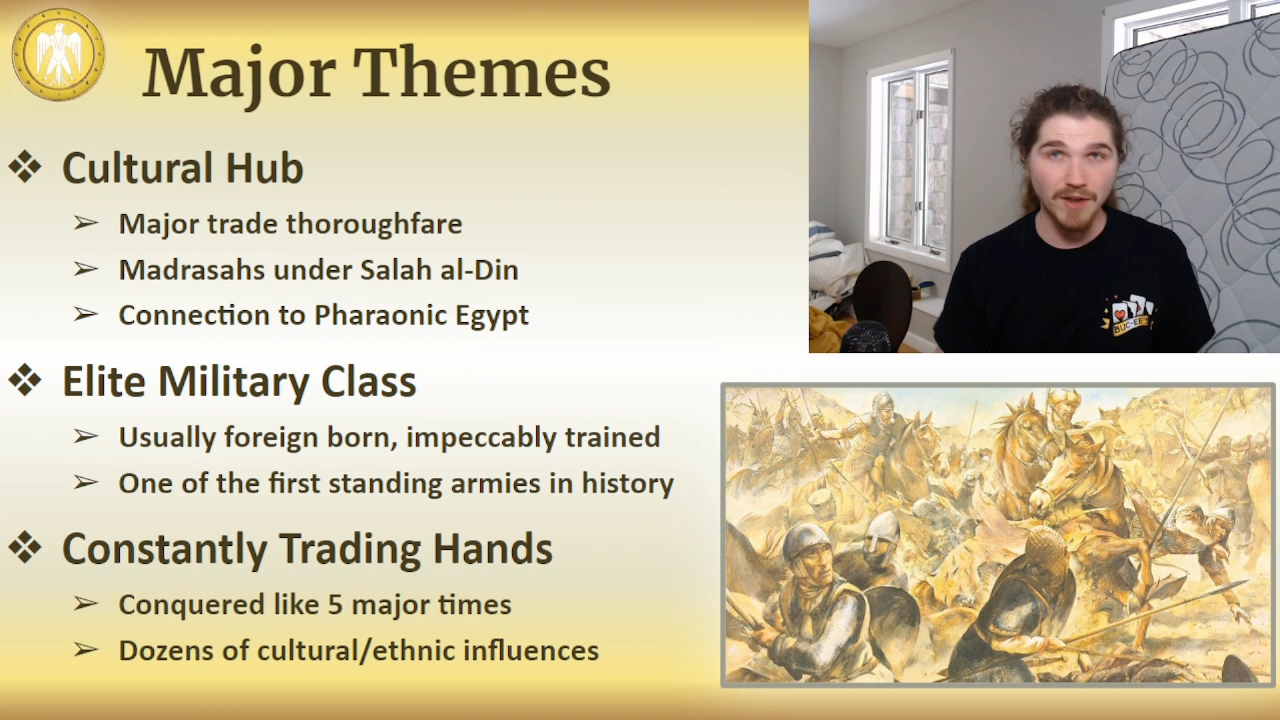 Major Themes
❖ Cultural Hub
➢ Major trade thoroughfare
➢ Madrasahs under Salah al-Din
➢ Connection to Pharaonic Egypt
❖ Elite Military Class
➢ Usually foreign born, impeccably trained
➢ One of the first standing armies in history
❖ Constantly Trading Hands
➢ Conquered like 5 major times
➢ Dozens of cultural/ethnic influences
BUC-EE'S